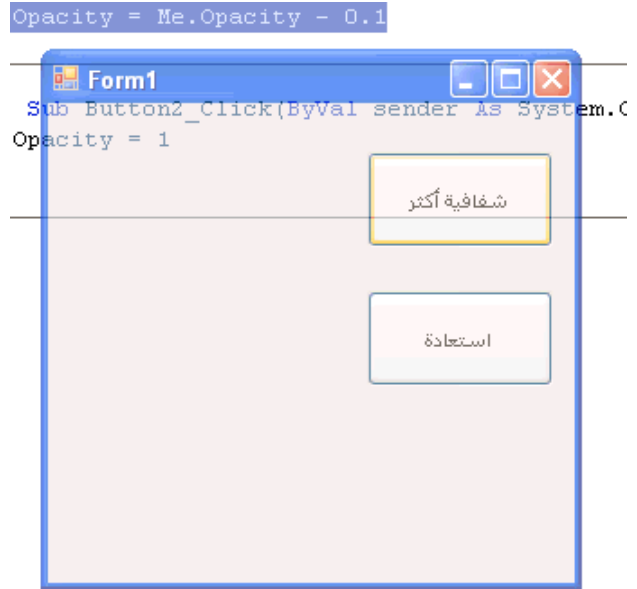 Opacity = Me.Opacity - 0.1
Form1
Sub Button2_Click(ByVal sender As System.
Opacity = 1
شفافية أكثر
استعادة